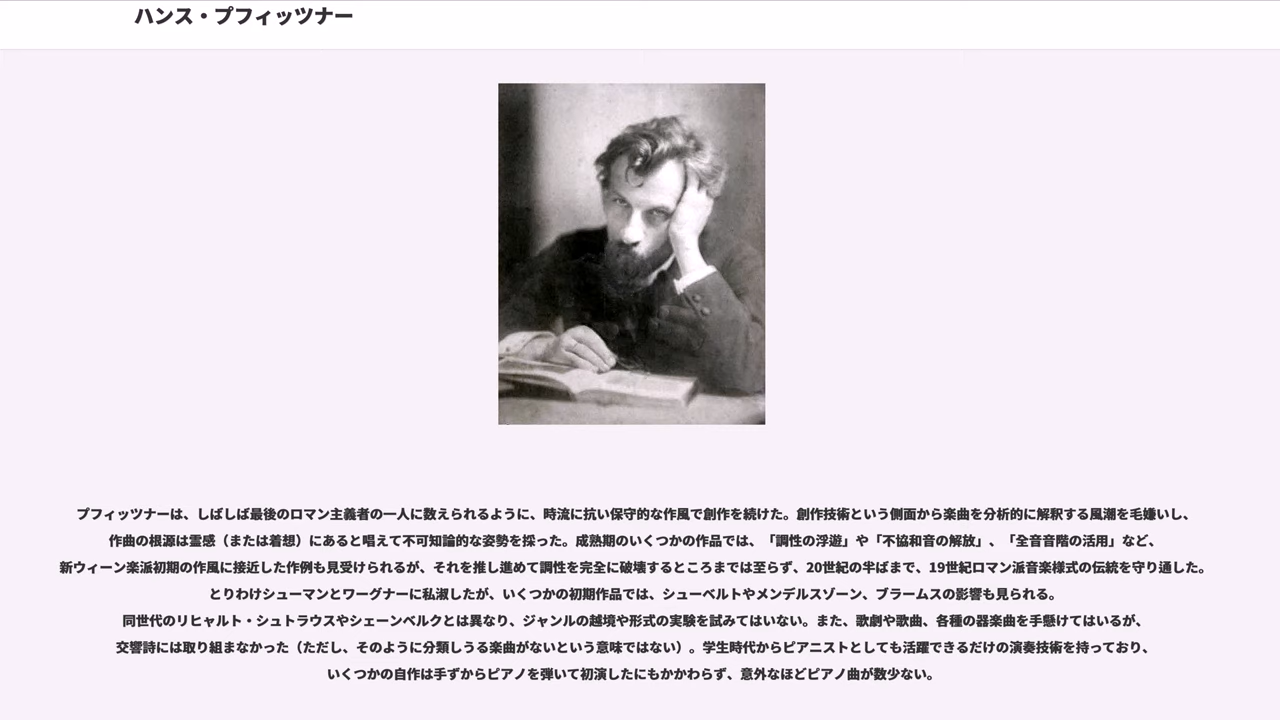 ハンス・プフィッツナー
プフィッツナーは、しばしば最後のロマン主義者の一人に数えられるように、時流に抗い保守的な作風で創作を続けた。創作技術という側面から楽曲を分析的に解釈する風潮を毛嫌いし、
作曲の根源は霊感（または着想）にあると唱えて不可知論的な姿勢を採った。成熟期のいくつかの作品では、「調性の浮遊」や「不協和音の解放」、「全音音階の活用」など、
新ウィーン楽派初期の作風に接近した作例も見受けられるが、それを推し進めて調性を完全に破壊するところまでは至らず、20世紀の半ばまで、19世紀ロマン派音楽様式の伝統を守り通した。
とりわけシューマンとワーグナーに私淑したが、いくつかの初期作品では、シューベルトやメンデルスゾーン、ブラームスの影響も見られる。
同世代のリヒャルト・シュトラウスやシェーンベルクとは異なり、ジャンルの越境や形式の実験を試みてはいない。また、歌劇や歌曲、各種の器楽曲を手懸けてはいるが、
交響詩には取り組まなかった（ただし、そのように分類しうる楽曲がないという意味ではない）。学生時代からピアニストとしても活躍できるだけの演奏技術を持っており、
いくつかの自作は手ずからピアノを弾いて初演したにもかかわらず、意外なほどピアノ曲が数少ない。